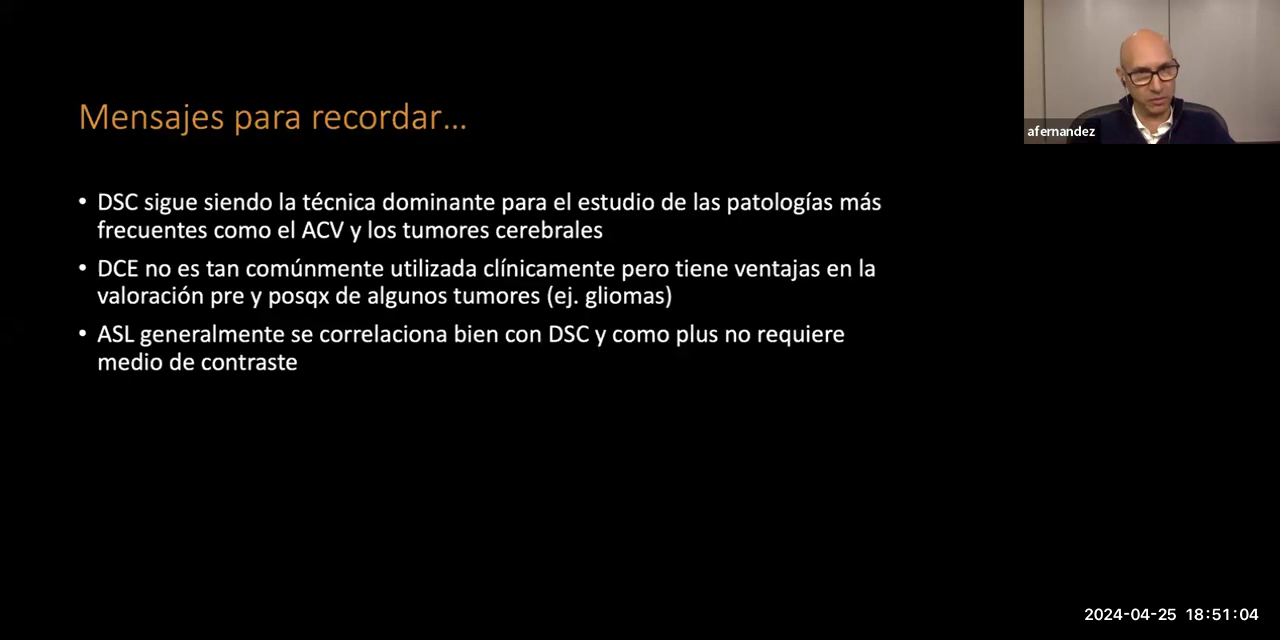 Mensajes para recordar...
afernandez
• DSC sigue siendo la técnica dominante para el estudio de las patologías más
frecuentes como el ACV y los tumores cerebrales
• DCE no es tan comúnmente utilizada clínicamente pero tiene ventajas en la
valoración pre y posqx de algunos tumores (ej. gliomas)
• ASL generalmente se correlaciona bien con DSC y como plus no requiere
medio de contraste
2024-04-25 18:51:04